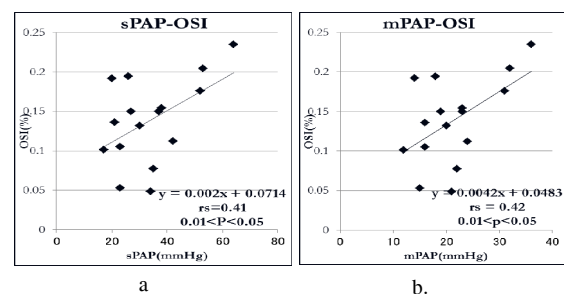 sPAP-OSI
0.25
0.2
0.15
0.1
0.05
0
OSI(%)
y = 0.002x + 0.0714
rs=0.41
0.01<P<0.05
0 20 40 60 80
sPAP(mmHg)
a
mPAP-OSI
0.25
0.2
0.15
0.1
0.05
0
OSI(%)
y = 0.0042x + 0.0483
rs = 0.42
0.01<p<0.05
0 10 20 30 40
mPAP(mmHg)
b.